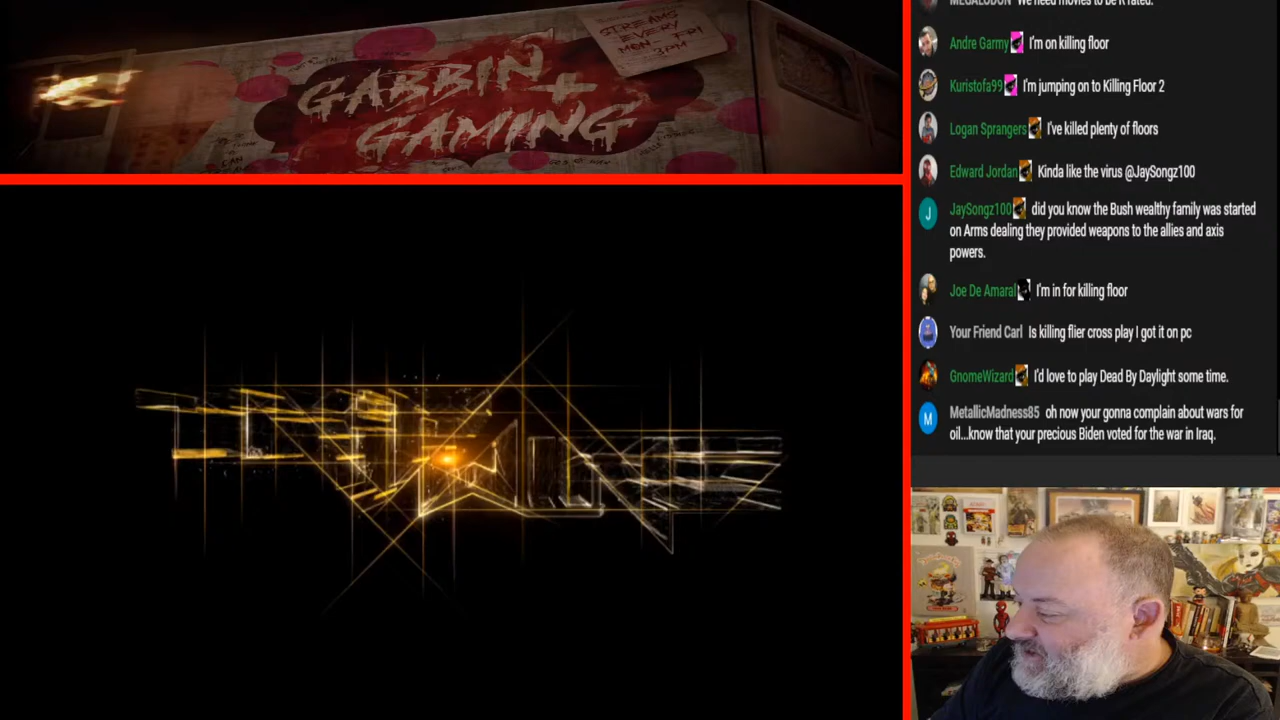 STREAMS
EVERY
MON - FRI
3PM
GABBIN
+
GAMING
MEGALODON We need movies to be R rated.
Andre Garmy I'm on killing floor
Kuristofa99 I'm jumping on to Killing Floor 2
Logan Sprangers I've killed plenty of floors
Edward Jordan Kinda like the virus @JaySongz100
J JaySongz100 did you know the Bush wealthy family was started
on Arms dealing they provided weapons to the allies and axis
powers.
Joe De Amaral I'm in for killing floor
Your Friend Carl Is killing flier cross play I got it on pc
GnomeWizard I'd love to play Dead By Daylight some time.
M MetallicMadness85 oh now your gonna complain about wars for
oil...know that your precious Biden voted for the war in Iraq.